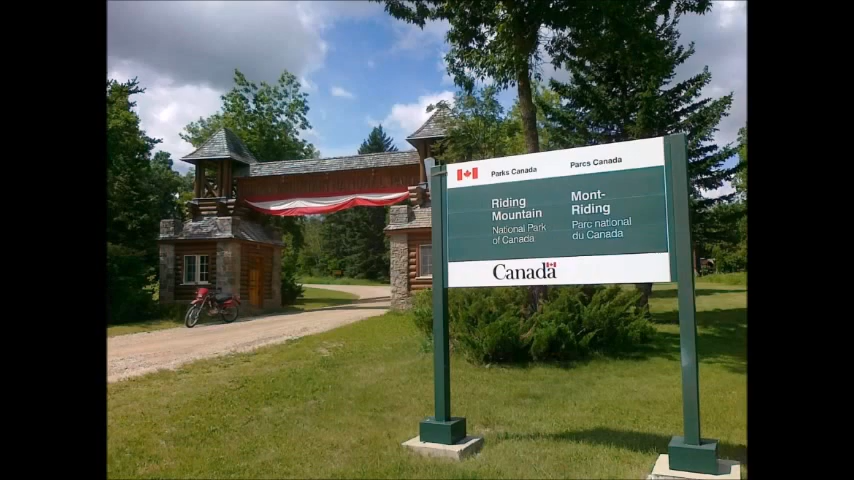 Parks Canada
Parcs Canada
Riding
Mountain
National Park
of Canada
Mont-
Riding
Parc national
du Canada
Canada